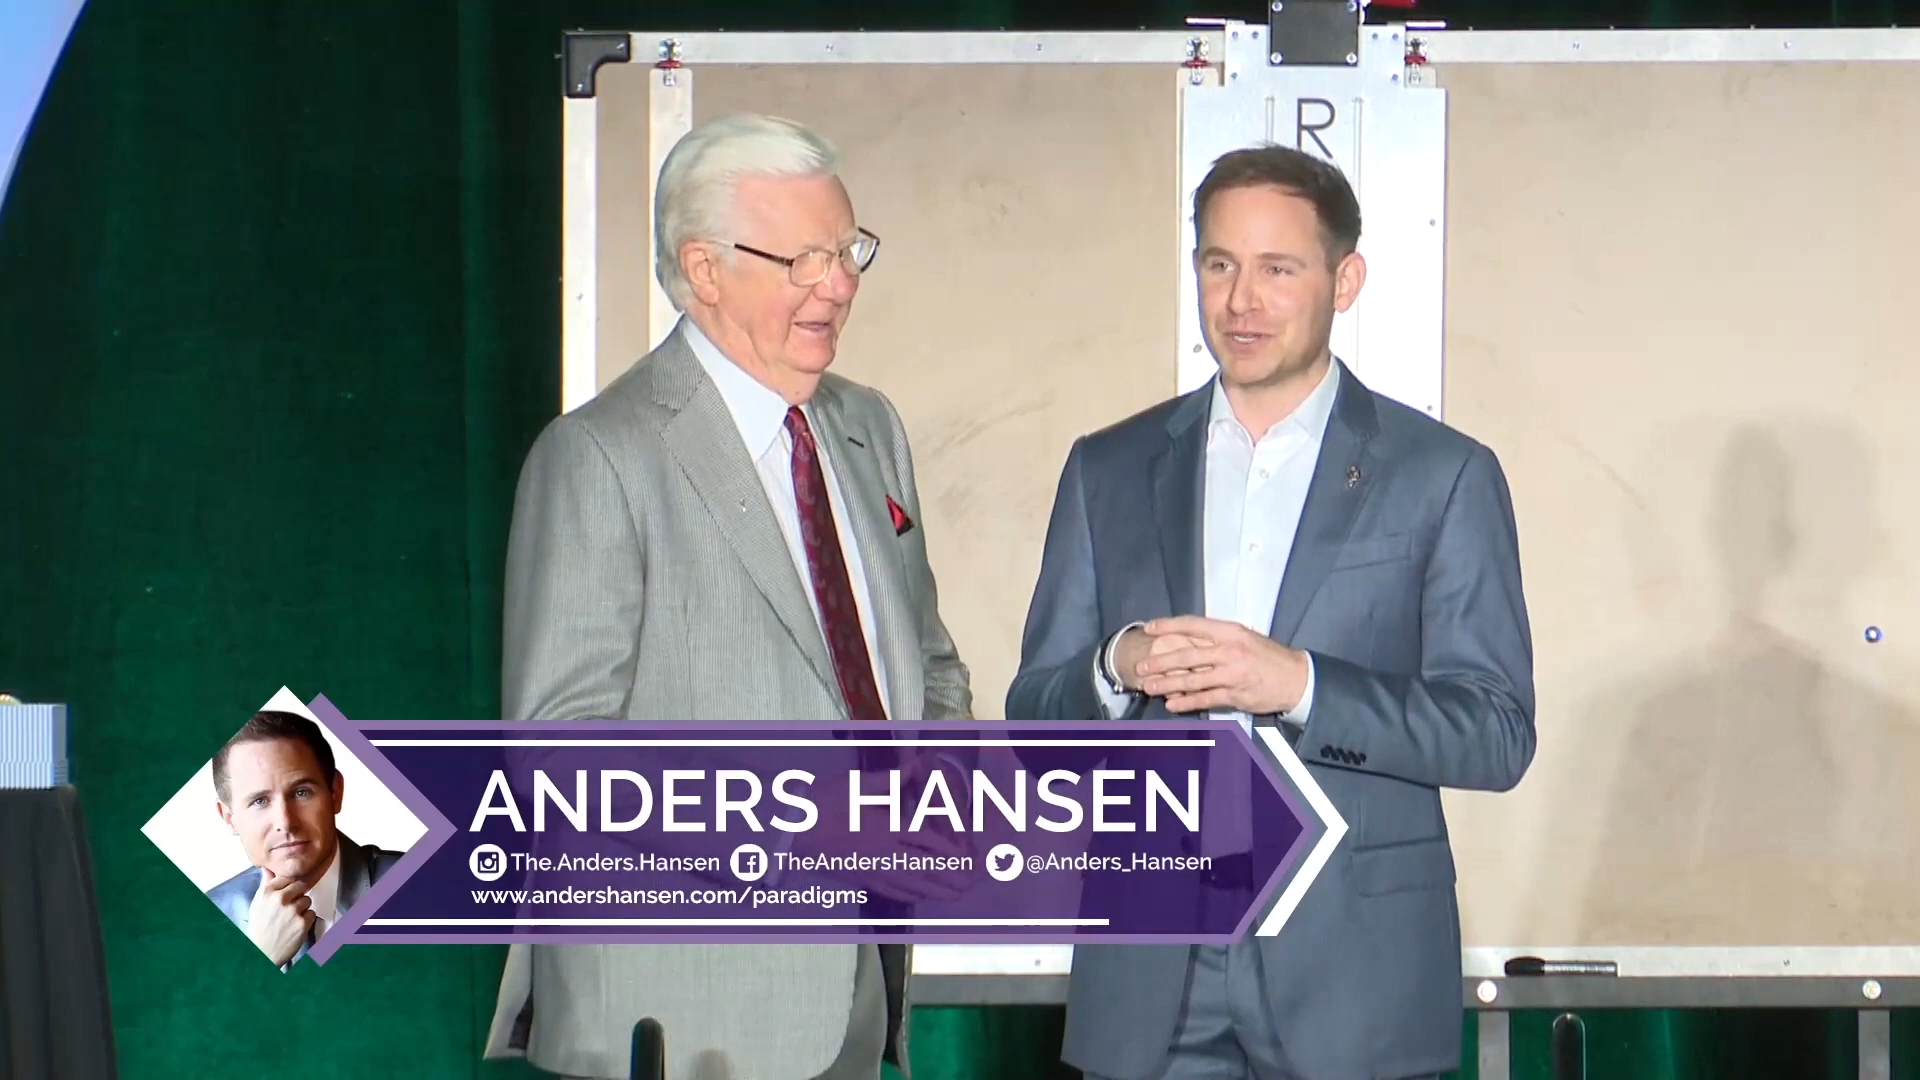 R
ANDERS HANSEN
The.Anders.Hansen TheAndersHansen @Anders_Hansen
www.andershansen.com/paradigms